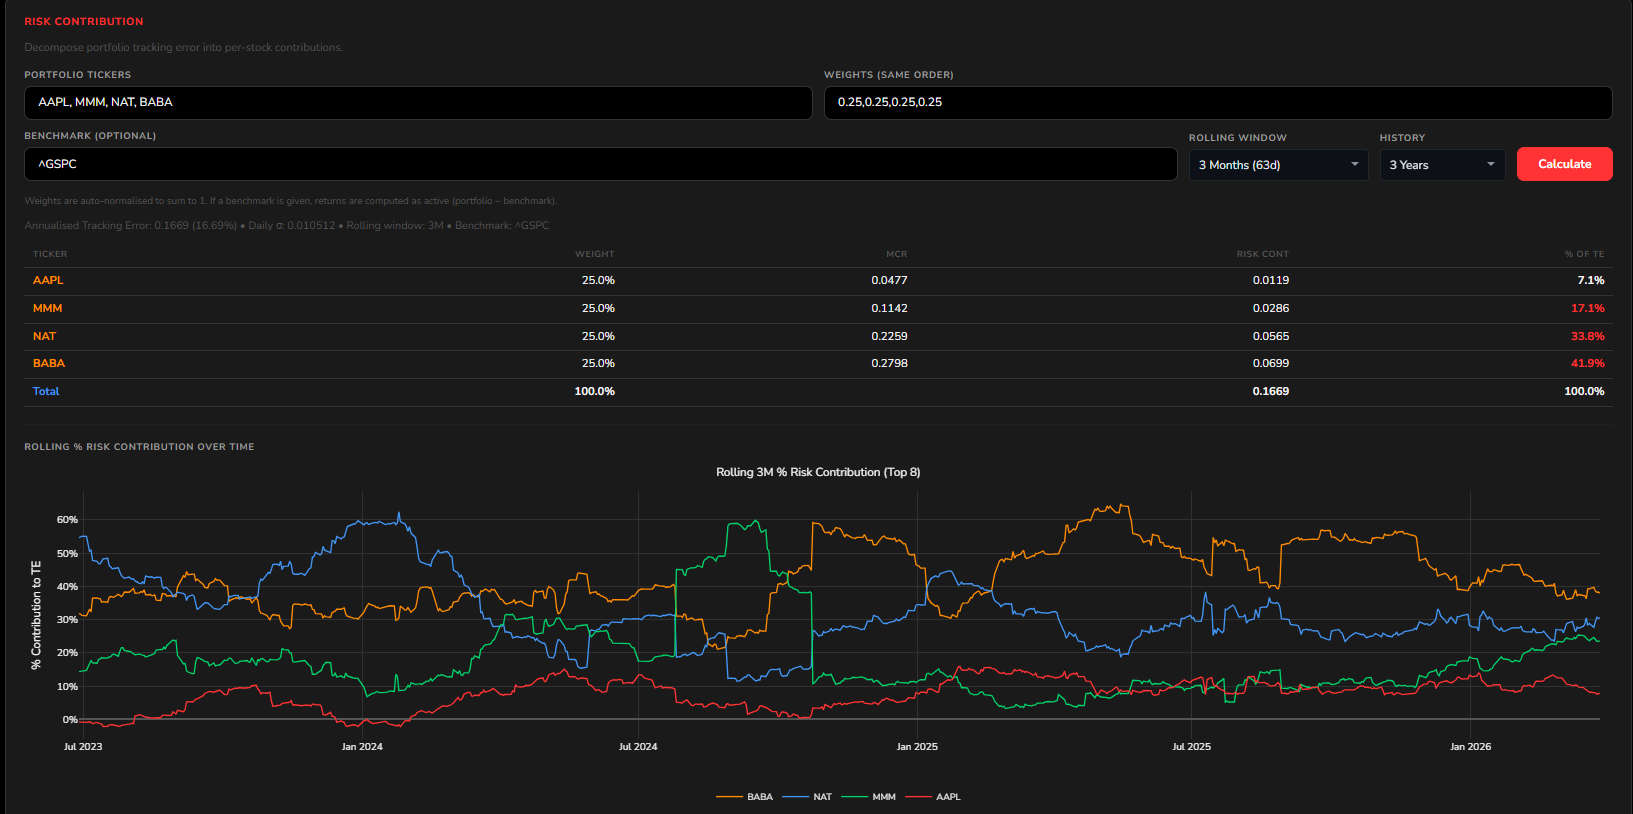 RISK CONTRIBUTION
Decompose portfolio tracking error into per-stock contributions.
PORTFOLIO TICKERS WEIGHTS (SAME ORDER)
AAPL, MMM, NAT, BABA 0.25,0.25,0.25,0.25
BENCHMARK (OPTIONAL) ROLLING WINDOW HISTORY
^GSPC 3 Months (63d) 3 Years Calculate
Weights are auto-normalised to sum to 1. If a benchmark is given, returns are computed as active (portfolio − benchmark).
Annualised Tracking Error: 0.1669 (16.69%) • Daily σ: 0.010512 • Rolling window: 3M • Benchmark: ^GSPC
TICKER WEIGHT MCR RISK CONT % OF TE
AAPL 25.0% 0.0477 0.0119 7.1%
MMM 25.0% 0.1142 0.0286 17.1%
NAT 25.0% 0.2259 0.0565 33.8%
BABA 25.0% 0.2798 0.0699 41.9%
Total 100.0% 0.1669 100.0%
ROLLING % RISK CONTRIBUTION OVER TIME
Rolling 3M % Risk Contribution (Top 8)
% Contribution to TE
60%
50%
40%
30%
20%
10%
0%
Jul 2023 Jan 2024 Jul 2024 Jan 2025 Jul 2025 Jan 2026
BABA NAT MMM AAPL